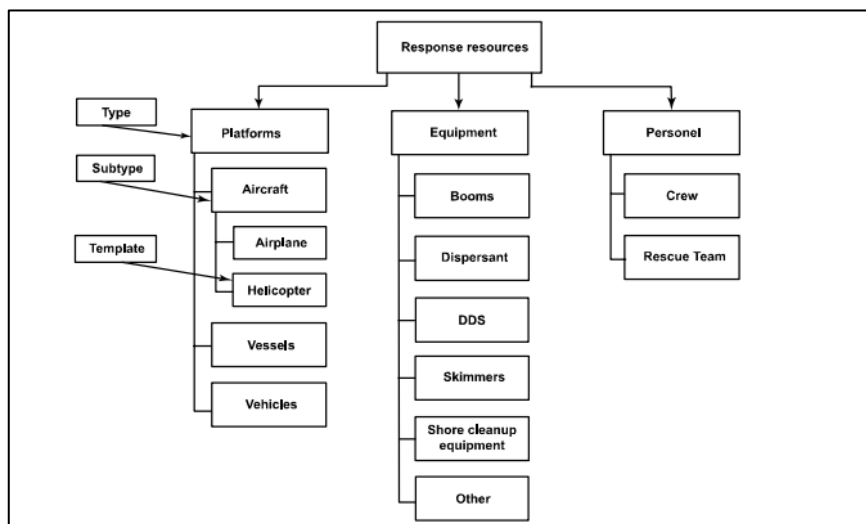 Response resources
Type
Platforms
Equipment
Personel
Subtype
Aircraft
Booms
Crew
Airplane
Dispersant
Rescue Team
Template
Helicopter
DDS
Vessels
Skimmers
Vehicles
Shore cleanup
equipment
Other